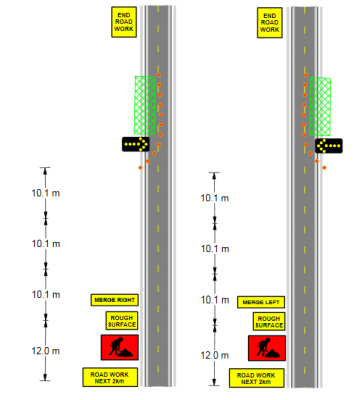 END
ROAD
WORK
10.1 m
10.1 m
10.1 m
12.0 m
MERGE RIGHT
ROUGH
SURFACE
ROAD WORK
NEXT 2km
END
ROAD
WORK
10.1 m
10.1 m
10.1 m
12.0 m
MERGE LEFT
ROUGH
SURFACE
ROAD WORK
NEXT 2km